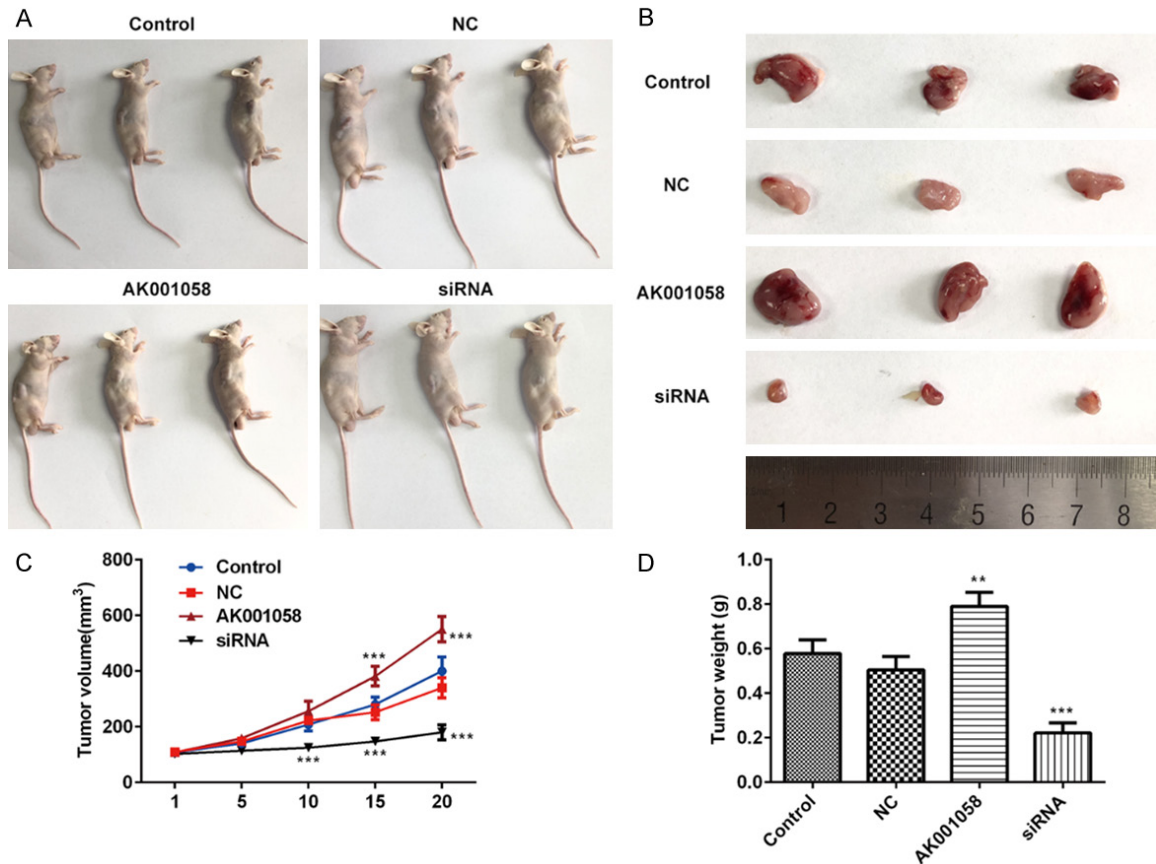 A
Control
NC
AK001058
siRNA
B
Control
NC
AK001058
siRNA
1 2 3 4 5 6 7 8
C
Tumor volume(mm³)
800
600
400
200
0
Control
NC
AK001058
siRNA
***
***
***
***
***
1 5 10 15 20
D
Tumor weight (g)
1.0
0.8
0.6
0.4
0.2
0.0
**
***
Control
NC
AK001058
siRNA